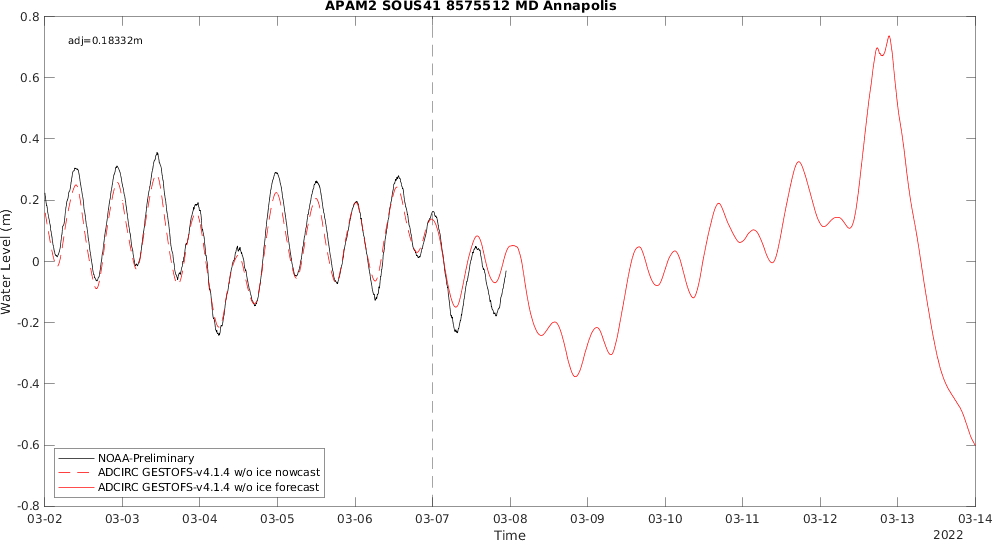 APAM2 SOUS41 8575512 MD Annapolis
adj=0.18332m
0.8
0.6
0.4
0.2
0
-0.2
-0.4
-0.6
-0.8
Water Level (m)
NOAA-Preliminary
ADCIRC GESTOFS-v4.1.4 w/o ice nowcast
ADCIRC GESTOFS-v4.1.4 w/o ice forecast
03-02 03-03 03-04 03-05 03-06 03-07 03-08 03-09 03-10 03-11 03-12 03-13 03-14
Time
2022